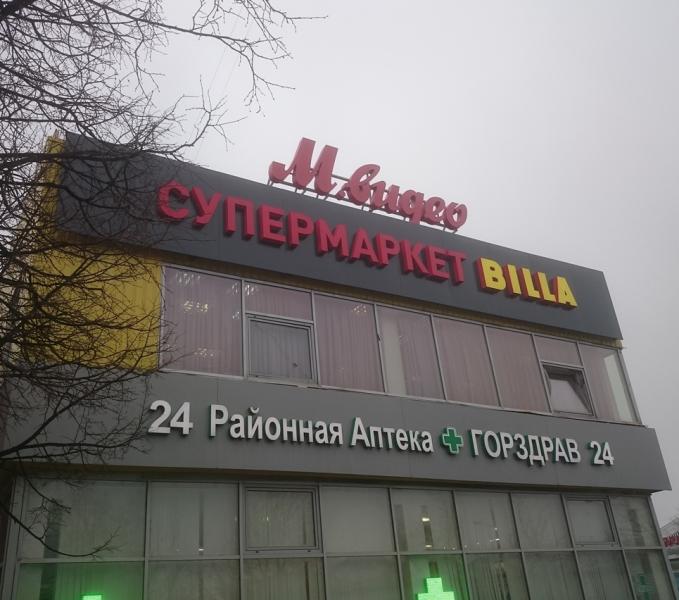 М.видео
СУПЕРМАРКЕТ BILLA
24 Районная Аптека ГОРЗДРАВ 24